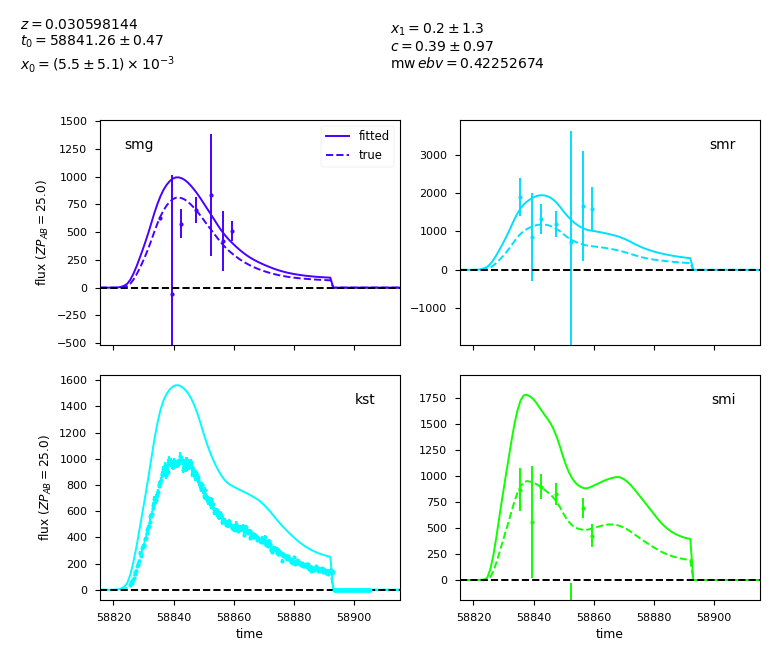 z = 0.030598144
t₀ = 58841.26 ± 0.47
x₀ = (5.5 ± 5.1) × 10⁻³
x₁ = 0.2 ± 1.3
c = 0.39 ± 0.97
mw ebv = 0.42252674
1500
1250
1000
750
500
250
0
−250
−500
flux (ZP_AB = 25.0)
smg
fitted
true
3000
2000
1000
0
−1000
smr
1600
1400
1200
1000
800
600
400
200
0
flux (ZP_AB = 25.0)
kst
58820 58840 58860 58880 58900
time
1750
1500
1250
1000
750
500
250
0
smi
58820 58840 58860 58880 58900
time